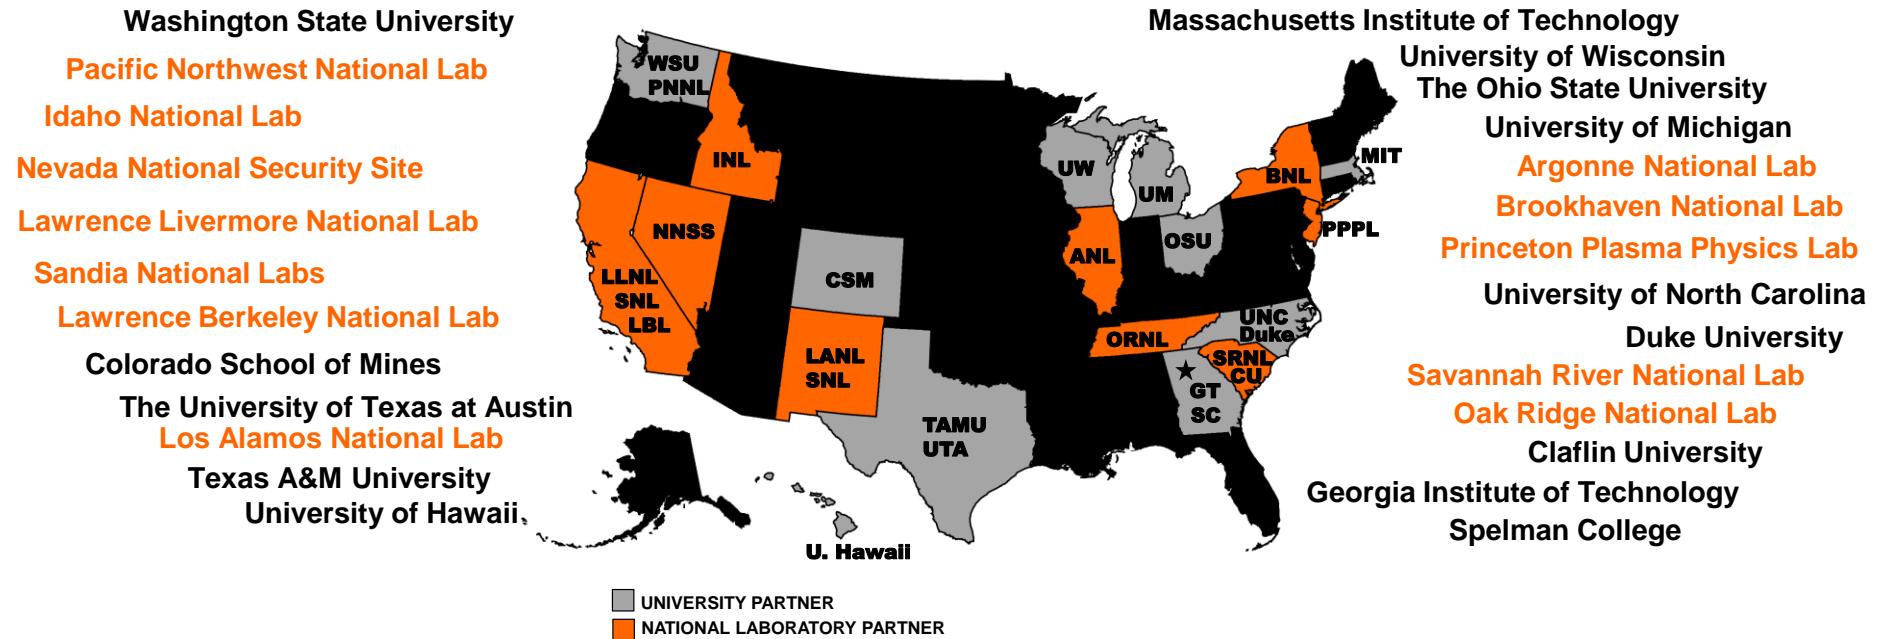 Washington State University
Pacific Northwest National Lab
Idaho National Lab
Nevada National Security Site
Lawrence Livermore National Lab
Sandia National Labs
Lawrence Berkeley National Lab
Colorado School of Mines
The University of Texas at Austin
Los Alamos National Lab
Texas A&M University
University of Hawaii
WSU
PNNL
INL
NNSS
LLNL
SNL
LBL
CSM
LANL
SNL
TAMU
UTA
U. Hawaii
UW
UM
ANL
OSU
BNL
MIT
PPPL
ORNL
UNC
Duke
SRNL
CU
GT
SC
Massachusetts Institute of Technology
University of Wisconsin
The Ohio State University
University of Michigan
Argonne National Lab
Brookhaven National Lab
Princeton Plasma Physics Lab
University of North Carolina
Duke University
Savannah River National Lab
Oak Ridge National Lab
Claflin University
Georgia Institute of Technology
Spelman College
UNIVERSITY PARTNER
NATIONAL LABORATORY PARTNER